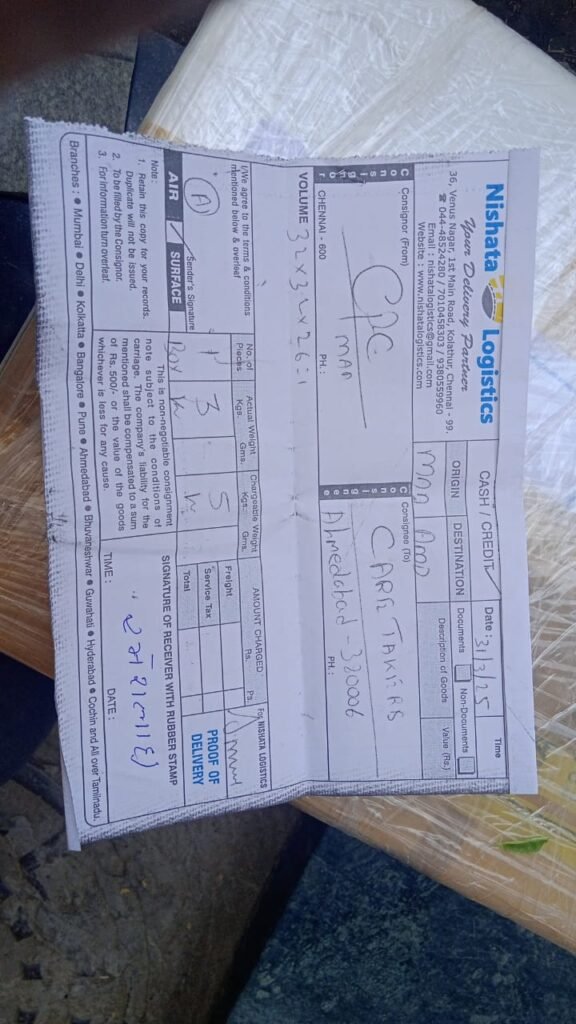 Nishata Logistics
Your Delivery Partner
36, Venus Nagar, 1st Main Road, Kolathur, Chennai - 99.
☎ 044-48524280 / 7010458303 / 9380559960
Email : nishatalogistics@gmail.com
Website : www.nishatalogistics.com
CASH / CREDIT
Date : 31/3/25
Time
ORIGIN
DESTINATION
Documents
Non-Documents
MAA
AMD
Description of Goods
Value (Rs.)
Consignor
Consignor (From)
CPC
MAA
CHENNAI - 600
PH. :
Consignee
Consignee (To)
CARE TAKERS
Ahmedabad - 380006
PH. :
VOLUME 32x32x26:1
I/We agree to the terms & conditions
mentioned below & overleaf
Sender's Signature
AIR / SURFACE
No. of Pieces
Actual Weight
Kgs. Gms.
Chargeable Weight
Kgs. Gms.
AMOUNT CHARGED
Rs. Ps.
1
3
5
Box
Freight
Service Tax
Total
For NISHATA LOGISTICS
PROOF OF
DELIVERY
Note :
1. Retain this copy for your records.
Duplicate will not be issued.
2. To be filled by the Consignor.
3. For information turn overleaf.
This is non-negotiable consignment
note subject to the conditions of
carriage. The company's liability for the
mentioned shall be compensated to a sum
of Rs. 500/- or the value of the goods
whichever is less for any cause.
SIGNATURE OF RECEIVER WITH RUBBER STAMP
TIME :
DATE :
Branches : ● Mumbai ● Delhi ● Kolkatta ● Bangalore ● Pune ● Ahmedabad ● Bhuvaneshwar ● Guwahati ● Hyderabad ● Cochin and All over Tamilnadu.